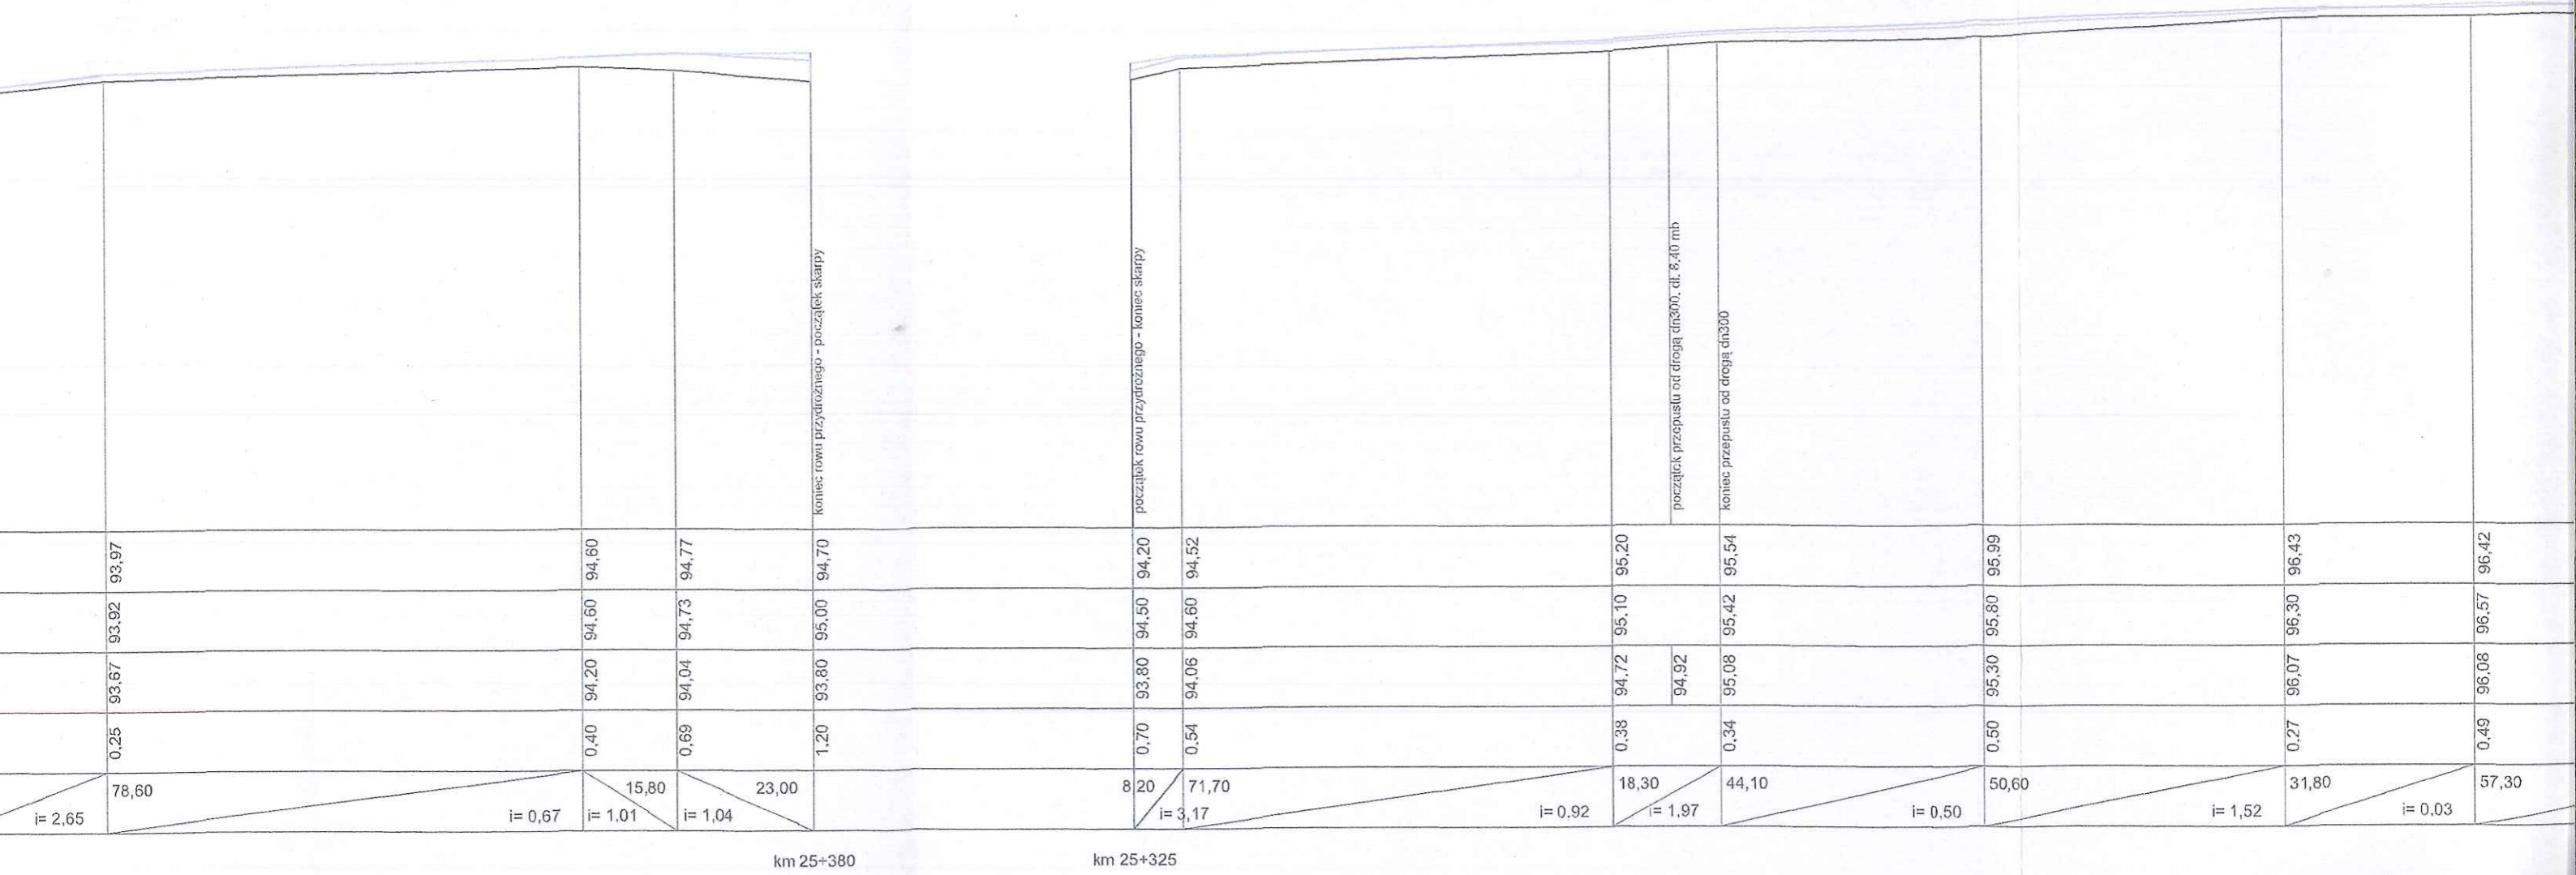 koniec rowu przydrożnego - początek skarpy
początek rowu przydrożnego - koniec skarpy
początek przepustu od drogą dn300, dł. 8,40 mb
koniec przepustu od drogą dn300
93,97 94,60 94,77 94,70 94,20 94,52 95,20 95,54 95,99 96,43 96,42
93,92 94,60 94,73 95,00 94,50 94,60 95,10 95,42 95,80 96,30 96,57
93,67 94,20 94,04 93,80 93,80 94,06 94,72 94,92 95,08 95,30 96,07 96,08
0,25 0,40 0,69 1,20 0,70 0,54 0,38 0,34 0,50 0,27 0,49
78,60 15,80 23,00 8,20 71,70 18,30 44,10 50,60 31,80 57,30
i= 2,65 i= 0,67 i= 1,01 i= 1,04 i= 3,17 i= 0,92 i= 1,97 i= 0,50 i= 1,52 i= 0,03
km 25+380 km 25+325